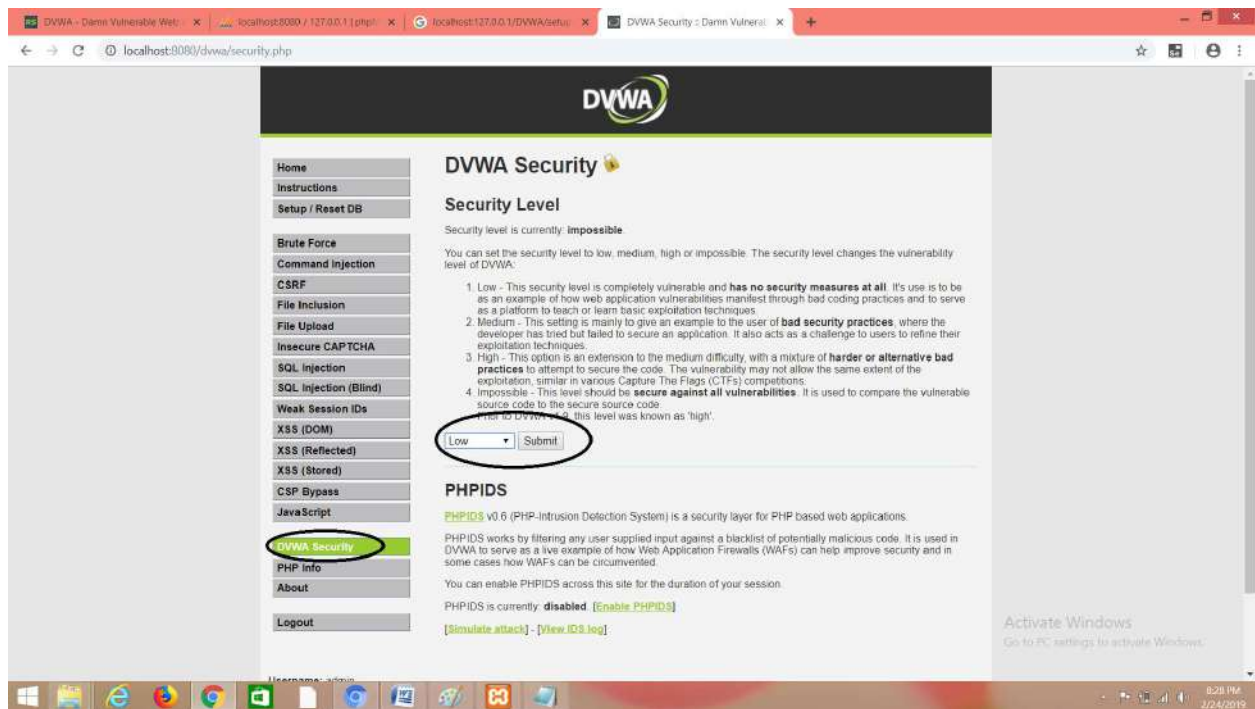 DVWA - Damn Vulnerable Web
localhost:8080 / 127.0.0.1 | php
localhost:127.0.0.1/DVWA/setup
DVWA Security :: Damn Vulneral
localhost:8080/dvwa/security.php
DVWA
Home
Instructions
Setup / Reset DB
Brute Force
Command Injection
CSRF
File Inclusion
File Upload
Insecure CAPTCHA
SQL Injection
SQL Injection (Blind)
Weak Session IDs
XSS (DOM)
XSS (Reflected)
XSS (Stored)
CSP Bypass
JavaScript
DVWA Security
PHP Info
About
Logout
Username: admin
DVWA Security
Security Level
Security level is currently: impossible.
You can set the security level to low, medium, high or impossible. The security level changes the vulnerability
level of DVWA:
1. Low - This security level is completely vulnerable and has no security measures at all. It's use is to be
as an example of how web application vulnerabilities manifest through bad coding practices and to serve
as a platform to teach or learn basic exploitation techniques.
2. Medium - This setting is mainly to give an example to the user of bad security practices, where the
developer has tried but failed to secure an application. It also acts as a challenge to users to refine their
exploitation techniques.
3. High - This option is an extension to the medium difficulty, with a mixture of harder or alternative bad
practices to attempt to secure the code. The vulnerability may not allow the same extent of the
exploitation, similar in various Capture The Flags (CTFs) competitions.
4. Impossible - This level should be secure against all vulnerabilities. It is used to compare the vulnerable
source code to the secure source code.
Prior to DVWA v1.9, this level was known as 'high'.
Low Submit
PHPIDS
PHPIDS v0.6 (PHP-Intrusion Detection System) is a security layer for PHP based web applications.
PHPIDS works by filtering any user supplied input against a blacklist of potentially malicious code. It is used in
DVWA to serve as a live example of how Web Application Firewalls (WAFs) can help improve security and in
some cases how WAFs can be circumvented.
You can enable PHPIDS across this site for the duration of your session.
PHPIDS is currently: disabled. [Enable PHPIDS]
[Simulate attack] - [View IDS log]
Activate Windows
Go to PC settings to activate Windows.
8:28 PM
2/24/2019